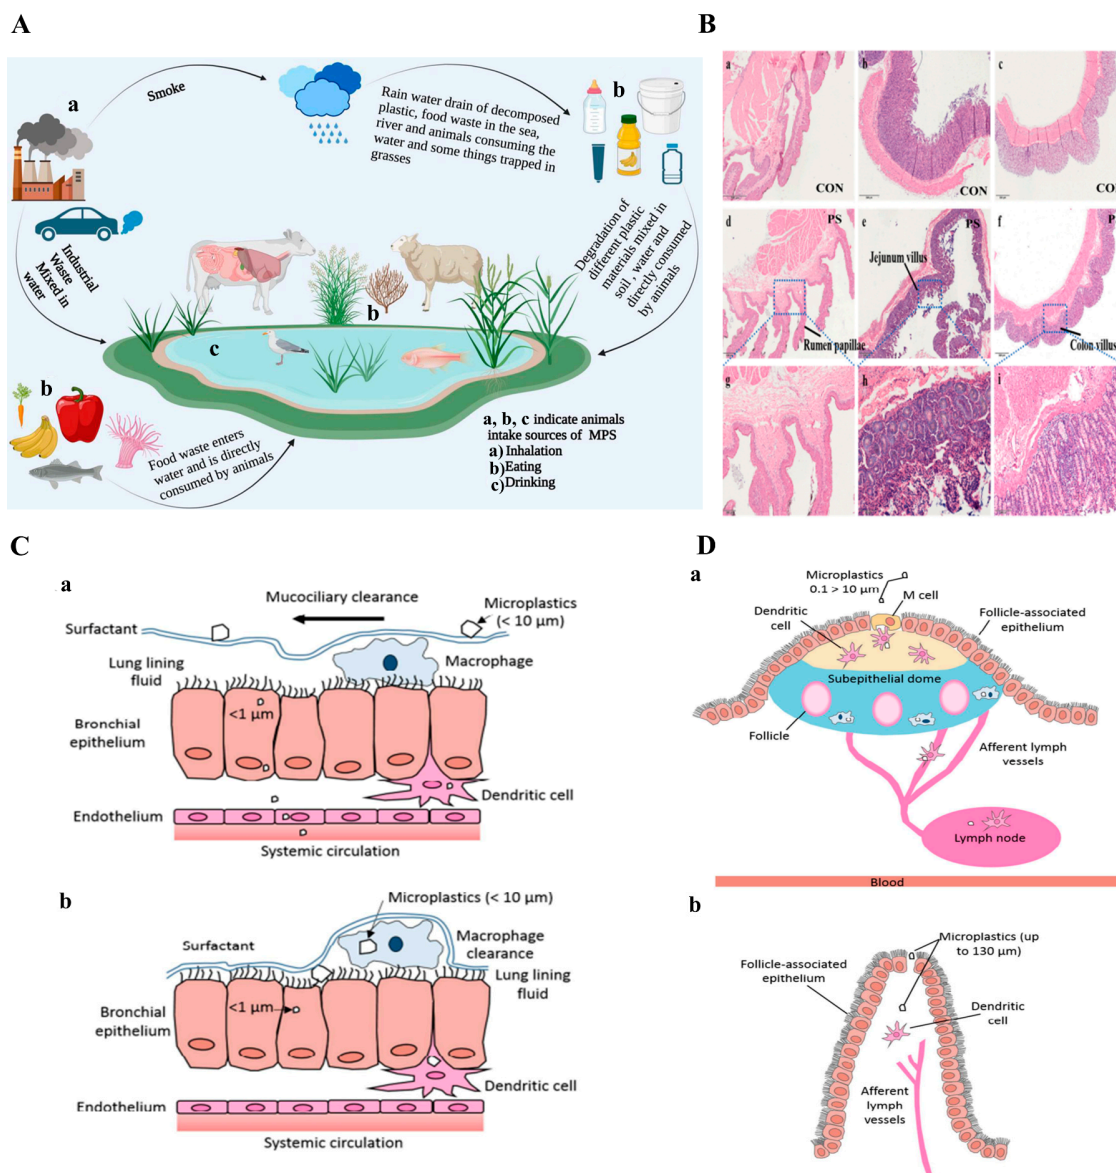 A
a
Smoke
Rain water drain of decomposed
plastic, food waste in the sea,
river and animals consuming the
water and some things trapped in
grasses
b
Industrial
Waste
Mixed in
water
Degradation of
different plastic
materials mixed in
soil , water and
directly consumed
by animals
b
c
b
Food waste enters
water and is directly
consumed by animals
a, b, c indicate animals
intake sources of MPS
a) Inhalation
b) Eating
c) Drinking
B
a
CON
b
CON
c
CO
d
PS
Rumen papillae
e
PS
Jejunum villus
f
P
Colon villus
g
h
i
C
a
Mucociliary clearance
Surfactant
Microplastics
(< 10 µm)
Lung lining
fluid
Macrophage
<1 µm
Bronchial
epithelium
Dendritic cell
Endothelium
Systemic circulation
b
Microplastics (< 10 µm)
Surfactant
Macrophage
clearance
Lung lining
fluid
<1 µm
Bronchial
epithelium
Dendritic cell
Endothelium
Systemic circulation
D
a
Microplastics
0.1 > 10 µm
M cell
Dendritic
cell
Follicle-associated
epithelium
Subepithelial dome
Follicle
Afferent lymph
vessels
Lymph node
Blood
b
Microplastics (up
to 130 µm)
Follicle-associated
epithelium
Dendritic
cell
Afferent
lymph
vessels